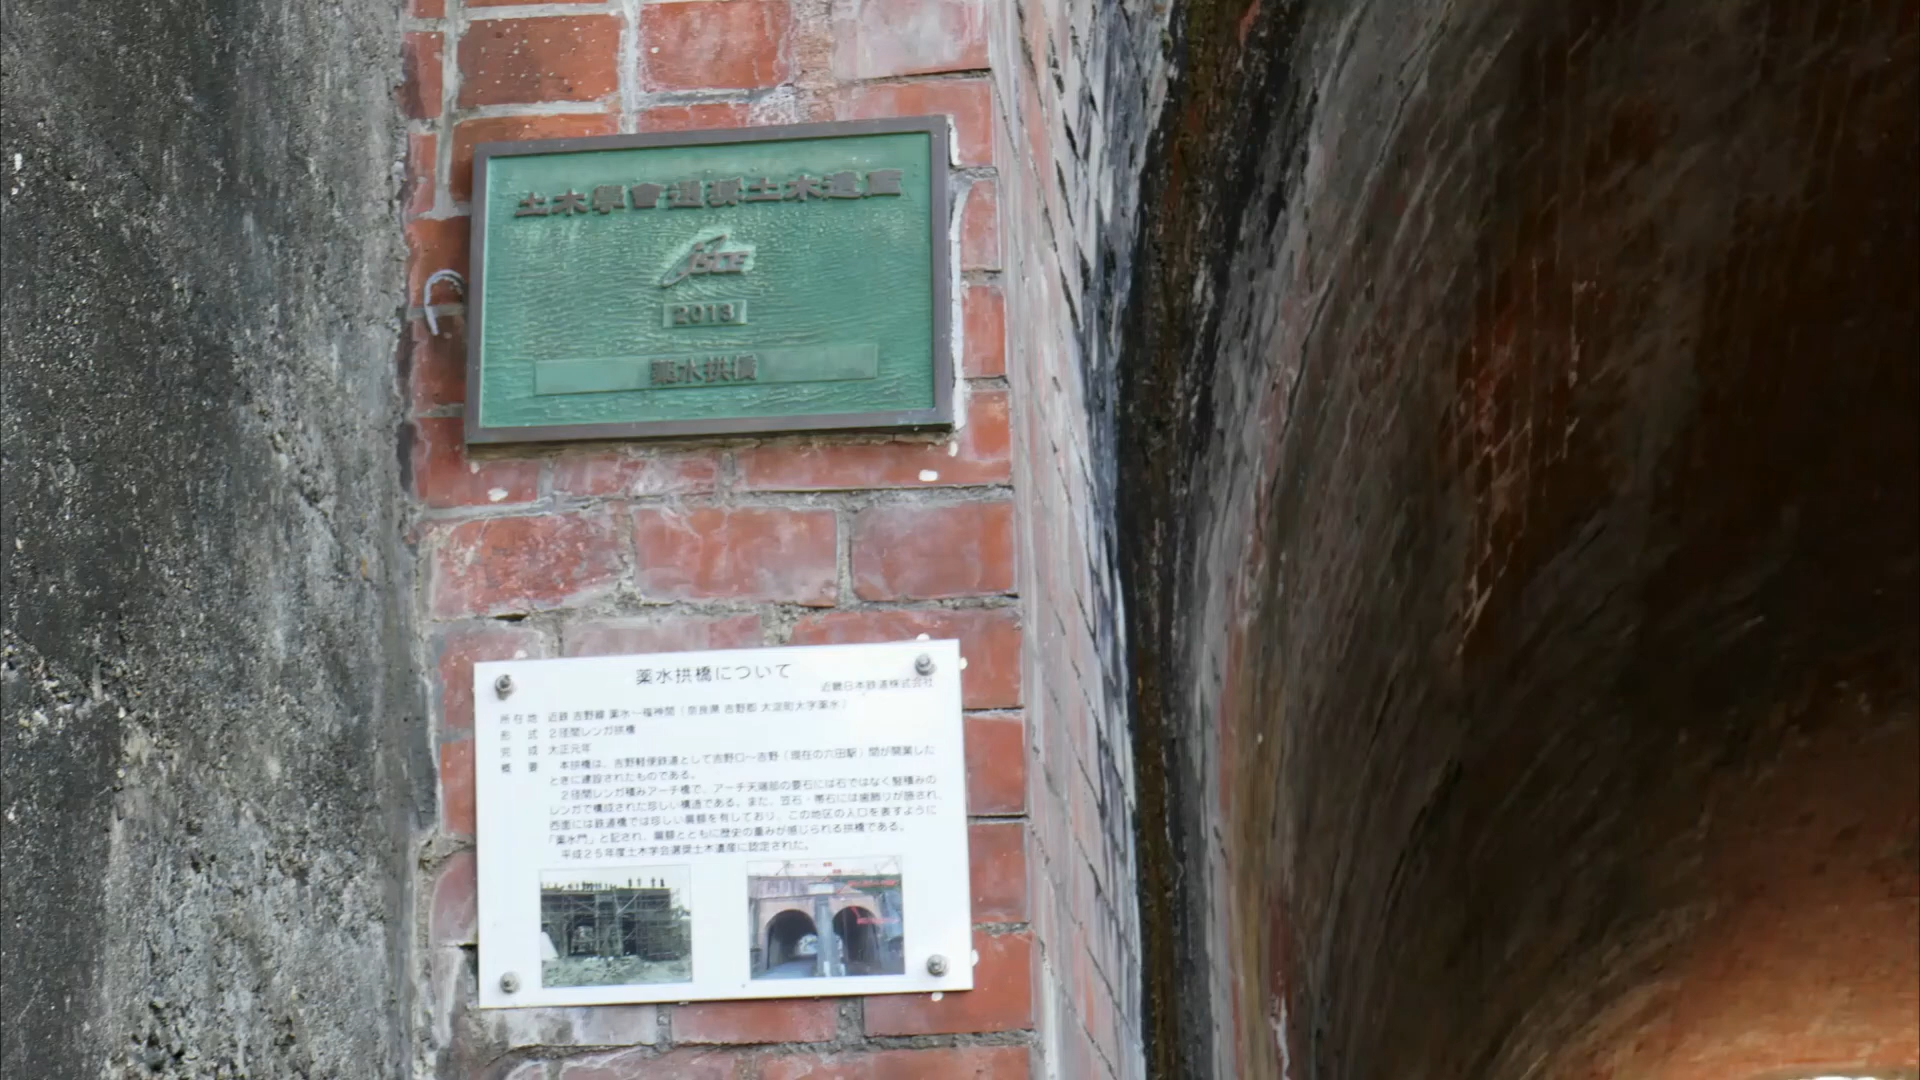 土木學會選奨土木遺産
JSCE
2013
薬水拱橋
薬水拱橋について
近畿日本鉄道株式会社
所在地 近鉄 吉野線 薬水～福神間（奈良県 吉野郡 大淀町大字薬水）
形 式 2径間レンガ拱橋
完 成 大正元年
概 要 本拱橋は、吉野軽便鉄道として吉野口～吉野（現在の六田駅）間が開業した
ときに建設されたものである。
2径間レンガ積みアーチ橋で、アーチ天端部の要石には石ではなく竪積みの
レンガで構成された珍しい構造である。また、笠石・帯石には歯飾りが施され、
西面には鉄道橋では珍しい扁額を有しており、この地区の入口を表すように
「薬水門」と記され、扁額とともに歴史の重みが感じられる拱橋である。
平成25年度土木学会選奨土木遺産に認定された。